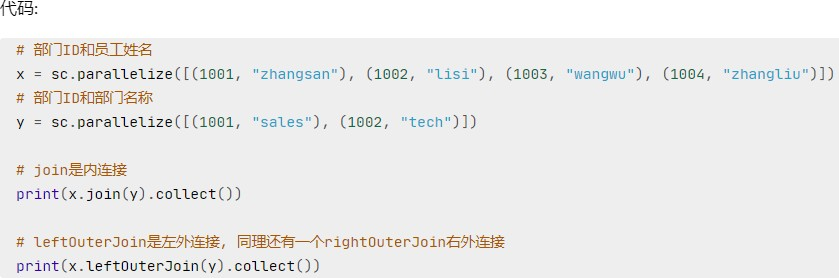 代码:
# 部门ID和员工姓名
x = sc.parallelize([(1001, "zhangsan"), (1002, "lisi"), (1003, "wangwu"), (1004, "zhangliu")])
# 部门ID和部门名称
y = sc.parallelize([(1001, "sales"), (1002, "tech")])
# join是内连接
print(x.join(y).collect())
# leftOuterJoin是左外连接, 同理还有一个rightOuterJoin右外连接
print(x.leftOuterJoin(y).collect())